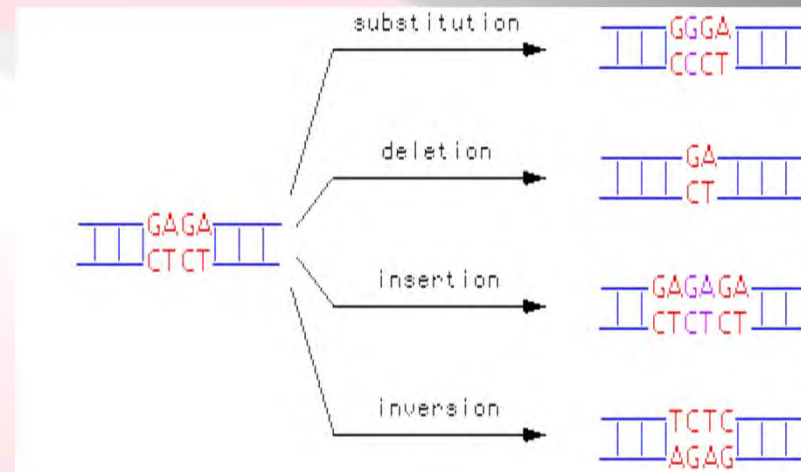 substitution
GGGA
CCCT
deletion
GA
CT
GAGA
CTCT
insertion
GAGAGA
CTCTCT
inversion
TCTC
AGAG